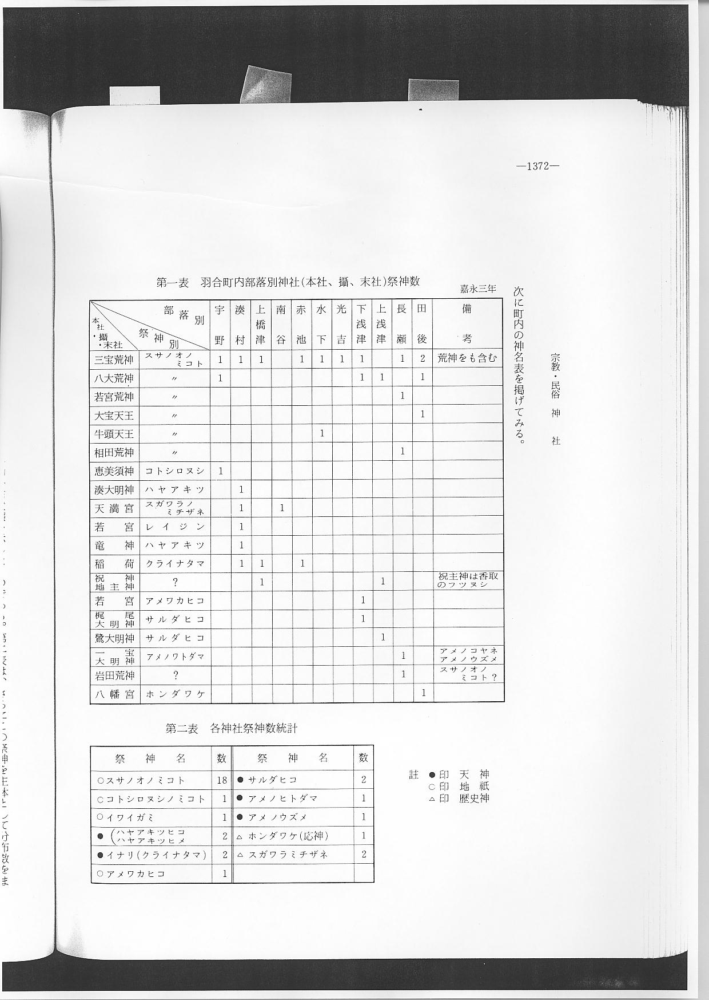 —1372—
宗教・民俗 神 社
次に町内の神名表を掲げてみる。
第一表 羽合町内部落別神社(本社、攝、末社)祭神数
嘉永三年
本社・攝・末社 祭神別 部落別 宇野 湊村 上橋津 南谷 赤池 水下 光吉 下浅津 上浅津 長瀬 田後 備考
三宝荒神 スサノオノミコト 1 1 1 1 1 1 1 1 2 荒神をも含む
八大荒神 〃 1 1 1 1
若宮荒神 〃 1
大宝天王 〃 1
牛頭天王 〃 1
相田荒神 〃 1
恵美須神 コトシロヌシ 1
湊大明神 ハヤアキツ 1
天満宮 スガワラノミチザネ 1 1
若宮 レイジン 1
竜神 ハヤアキツ 1
稲荷 クライナタマ 1 1 1
祝神地主神 ? 1 1 祝主神は香取のフツヌシ
若宮 アメワカヒコ 1
梶尾大明神 サルダヒコ 1
鷺大明神 サルダヒコ 1
一宝大明神 アメノワトダマ 1 アメノコヤネ アメノウズメ
岩田荒神 ? 1 スサノオノミコト?
八幡宮 ホンダワケ 1
第二表 各神社祭神数統計
祭神名 数 祭神名 数
○スサノオノミコト 18 ●サルダヒコ 2
○コトシロヌシノミコト 1 ●アメノヒトダマ 1
○イワイガミ 1 ●アメノウズメ 1
●(ハヤアキツヒコ ハヤアキツヒメ 2 △ホンダワケ(応神) 1
●イナリ(クライナタマ) 2 △スガワラミチザネ 2
○アメワカヒコ 1
註 ●印 天神
○印 地祇
△印 歴史神